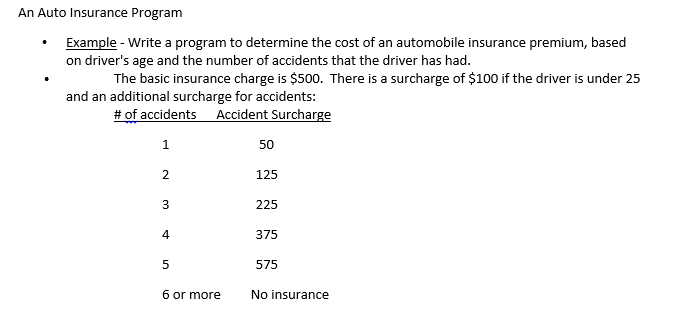 An Auto Insurance Program
• Example - Write a program to determine the cost of an automobile insurance premium, based
on driver's age and the number of accidents that the driver has had.
• The basic insurance charge is $500. There is a surcharge of $100 if the driver is under 25
and an additional surcharge for accidents:
# of accidents Accident Surcharge
1 50
2 125
3 225
4 375
5 575
6 or more No insurance